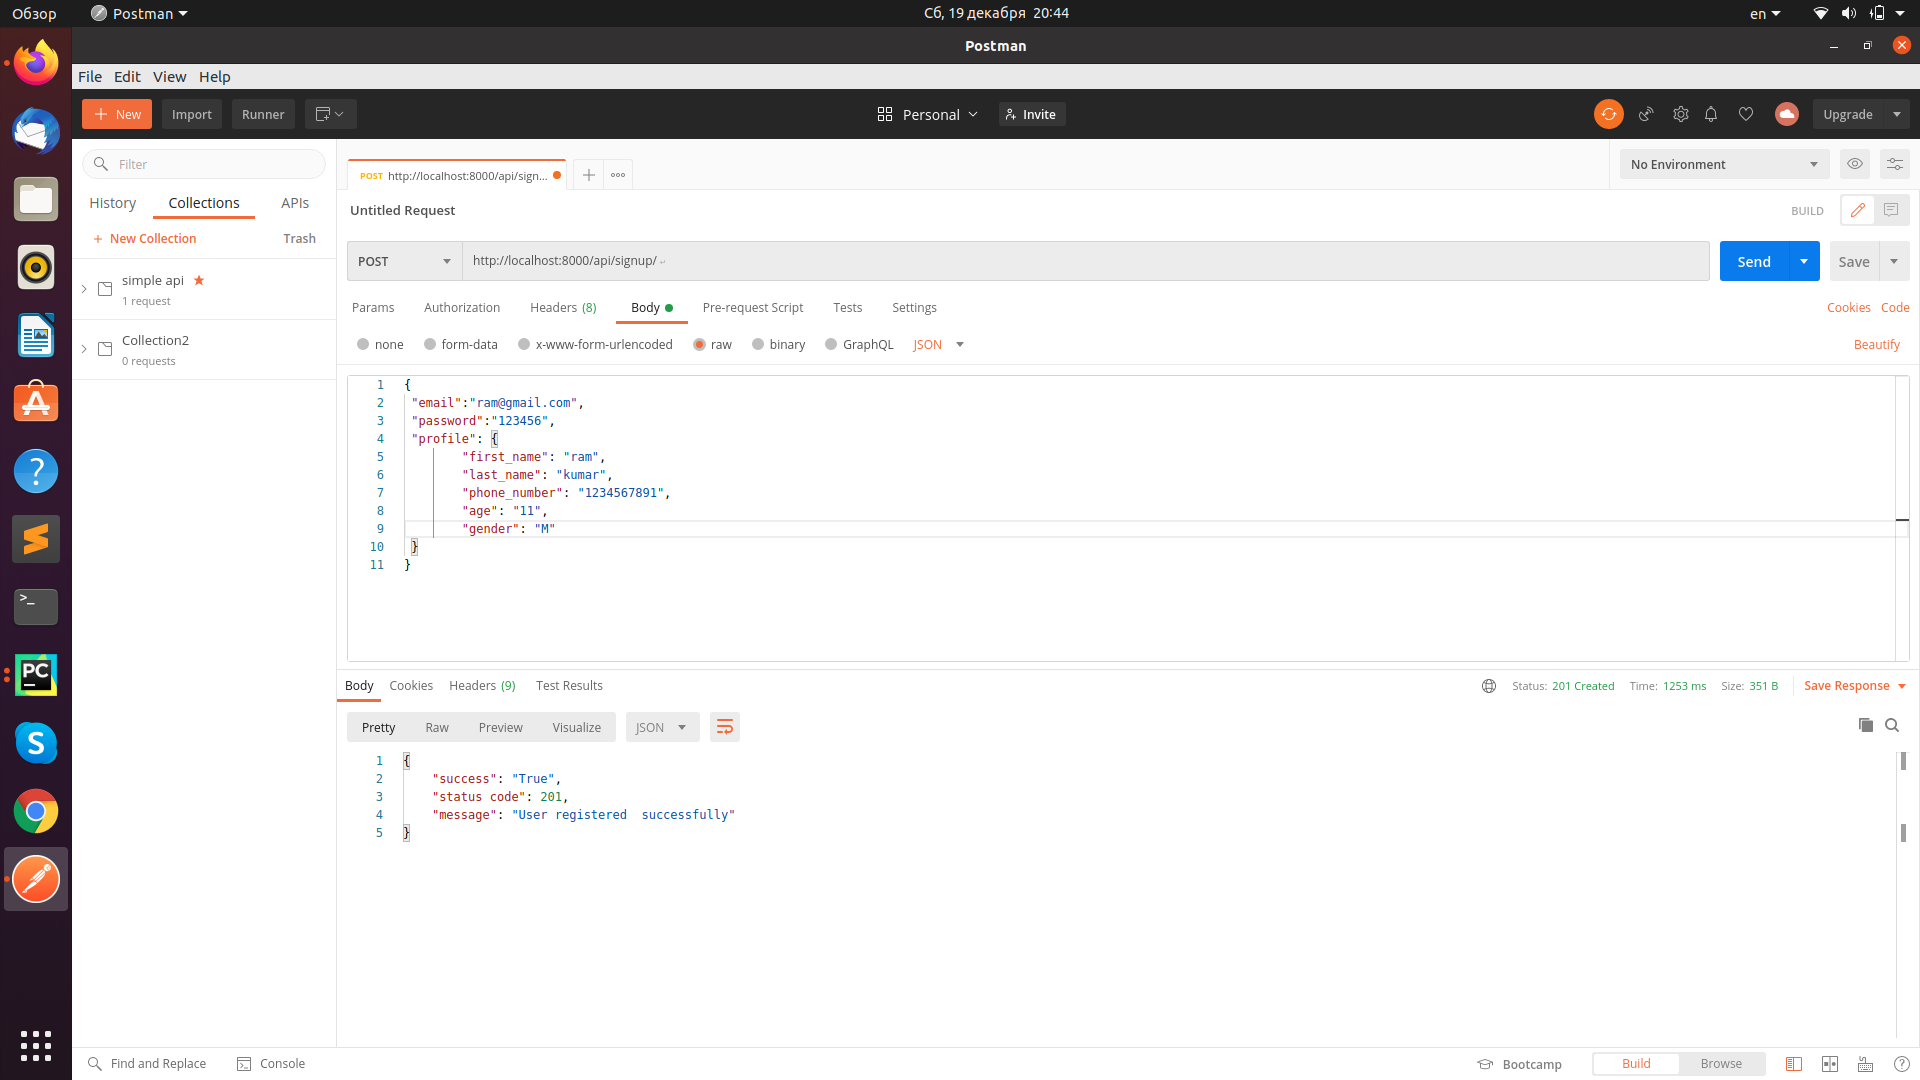 Обзор Postman Сб, 19 декабря 20:44 en
Postman
File Edit View Help
New Import Runner Personal Invite Upgrade
Filter
History Collections APIs
New Collection Trash
simple api
1 request
Collection2
0 requests
POST http://localhost:8000/api/sign... No Environment
Untitled Request BUILD
POST http://localhost:8000/api/signup/ Send Save
Params Authorization Headers (8) Body Pre-request Script Tests Settings Cookies Code
none form-data x-www-form-urlencoded raw binary GraphQL JSON Beautify
1 {
2 "email":"ram@gmail.com",
3 "password":"123456",
4 "profile": {
5 "first_name": "ram",
6 "last_name": "kumar",
7 "phone_number": "1234567891",
8 "age": "11",
9 "gender": "M"
10 }
11 }
Body Cookies Headers (9) Test Results Status: 201 Created Time: 1253 ms Size: 351 B Save Response
Pretty Raw Preview Visualize JSON
1 {
2 "success": "True",
3 "status code": 201,
4 "message": "User registered  successfully"
5 }
PC
Find and Replace Console Bootcamp Build Browse